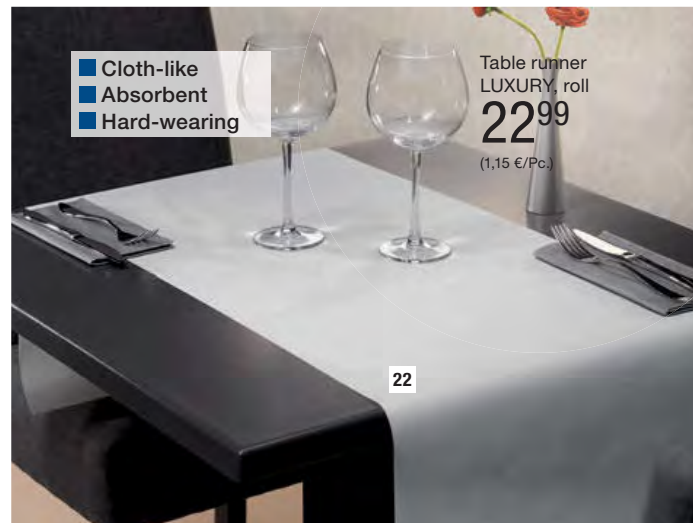 Cloth-like
Absorbent
Hard-wearing
Table runner
LUXURY, roll
2299
(1,15 €/Pc.)
22